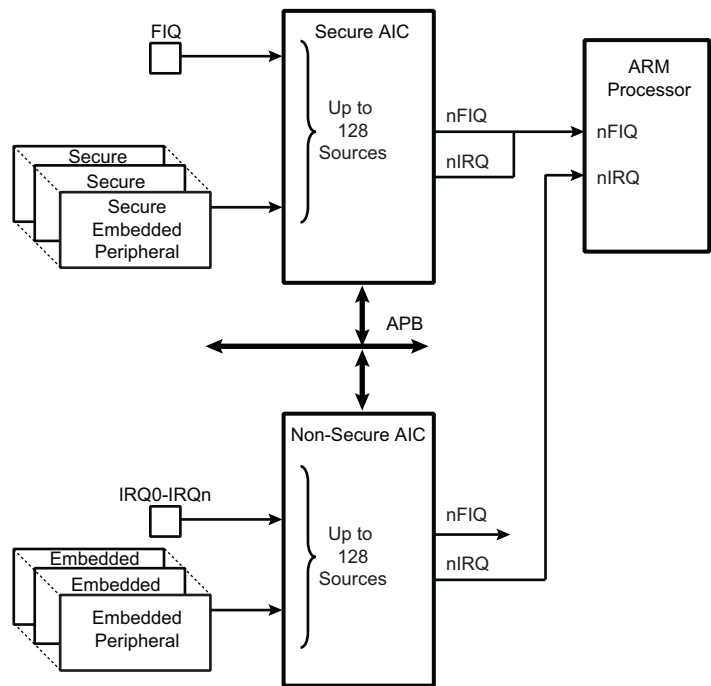 FIQ
Secure AIC
Up to
128
Sources
nFIQ
nIRQ
ARM
Processor
nFIQ
nIRQ
Secure
Secure
Secure
Embedded
Peripheral
APB
Non-Secure AIC
IRQ0-IRQn
Up to
128
Sources
nFIQ
nIRQ
Embedded
Embedded
Embedded
Peripheral